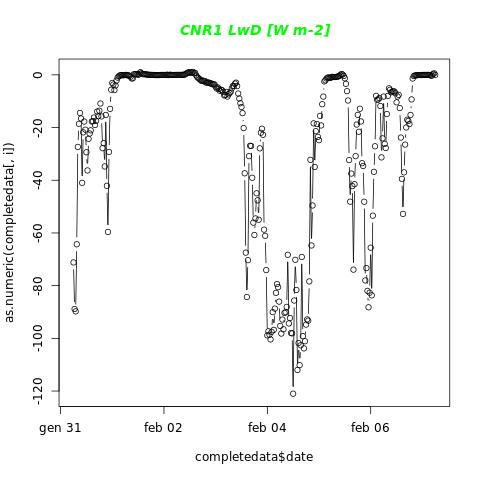 CNR1 LwD [W m-2]
as.numeric(completedata[, i])
0
-20
-40
-60
-80
-100
-120
gen 31
feb 02
feb 04
feb 06
completedata$date